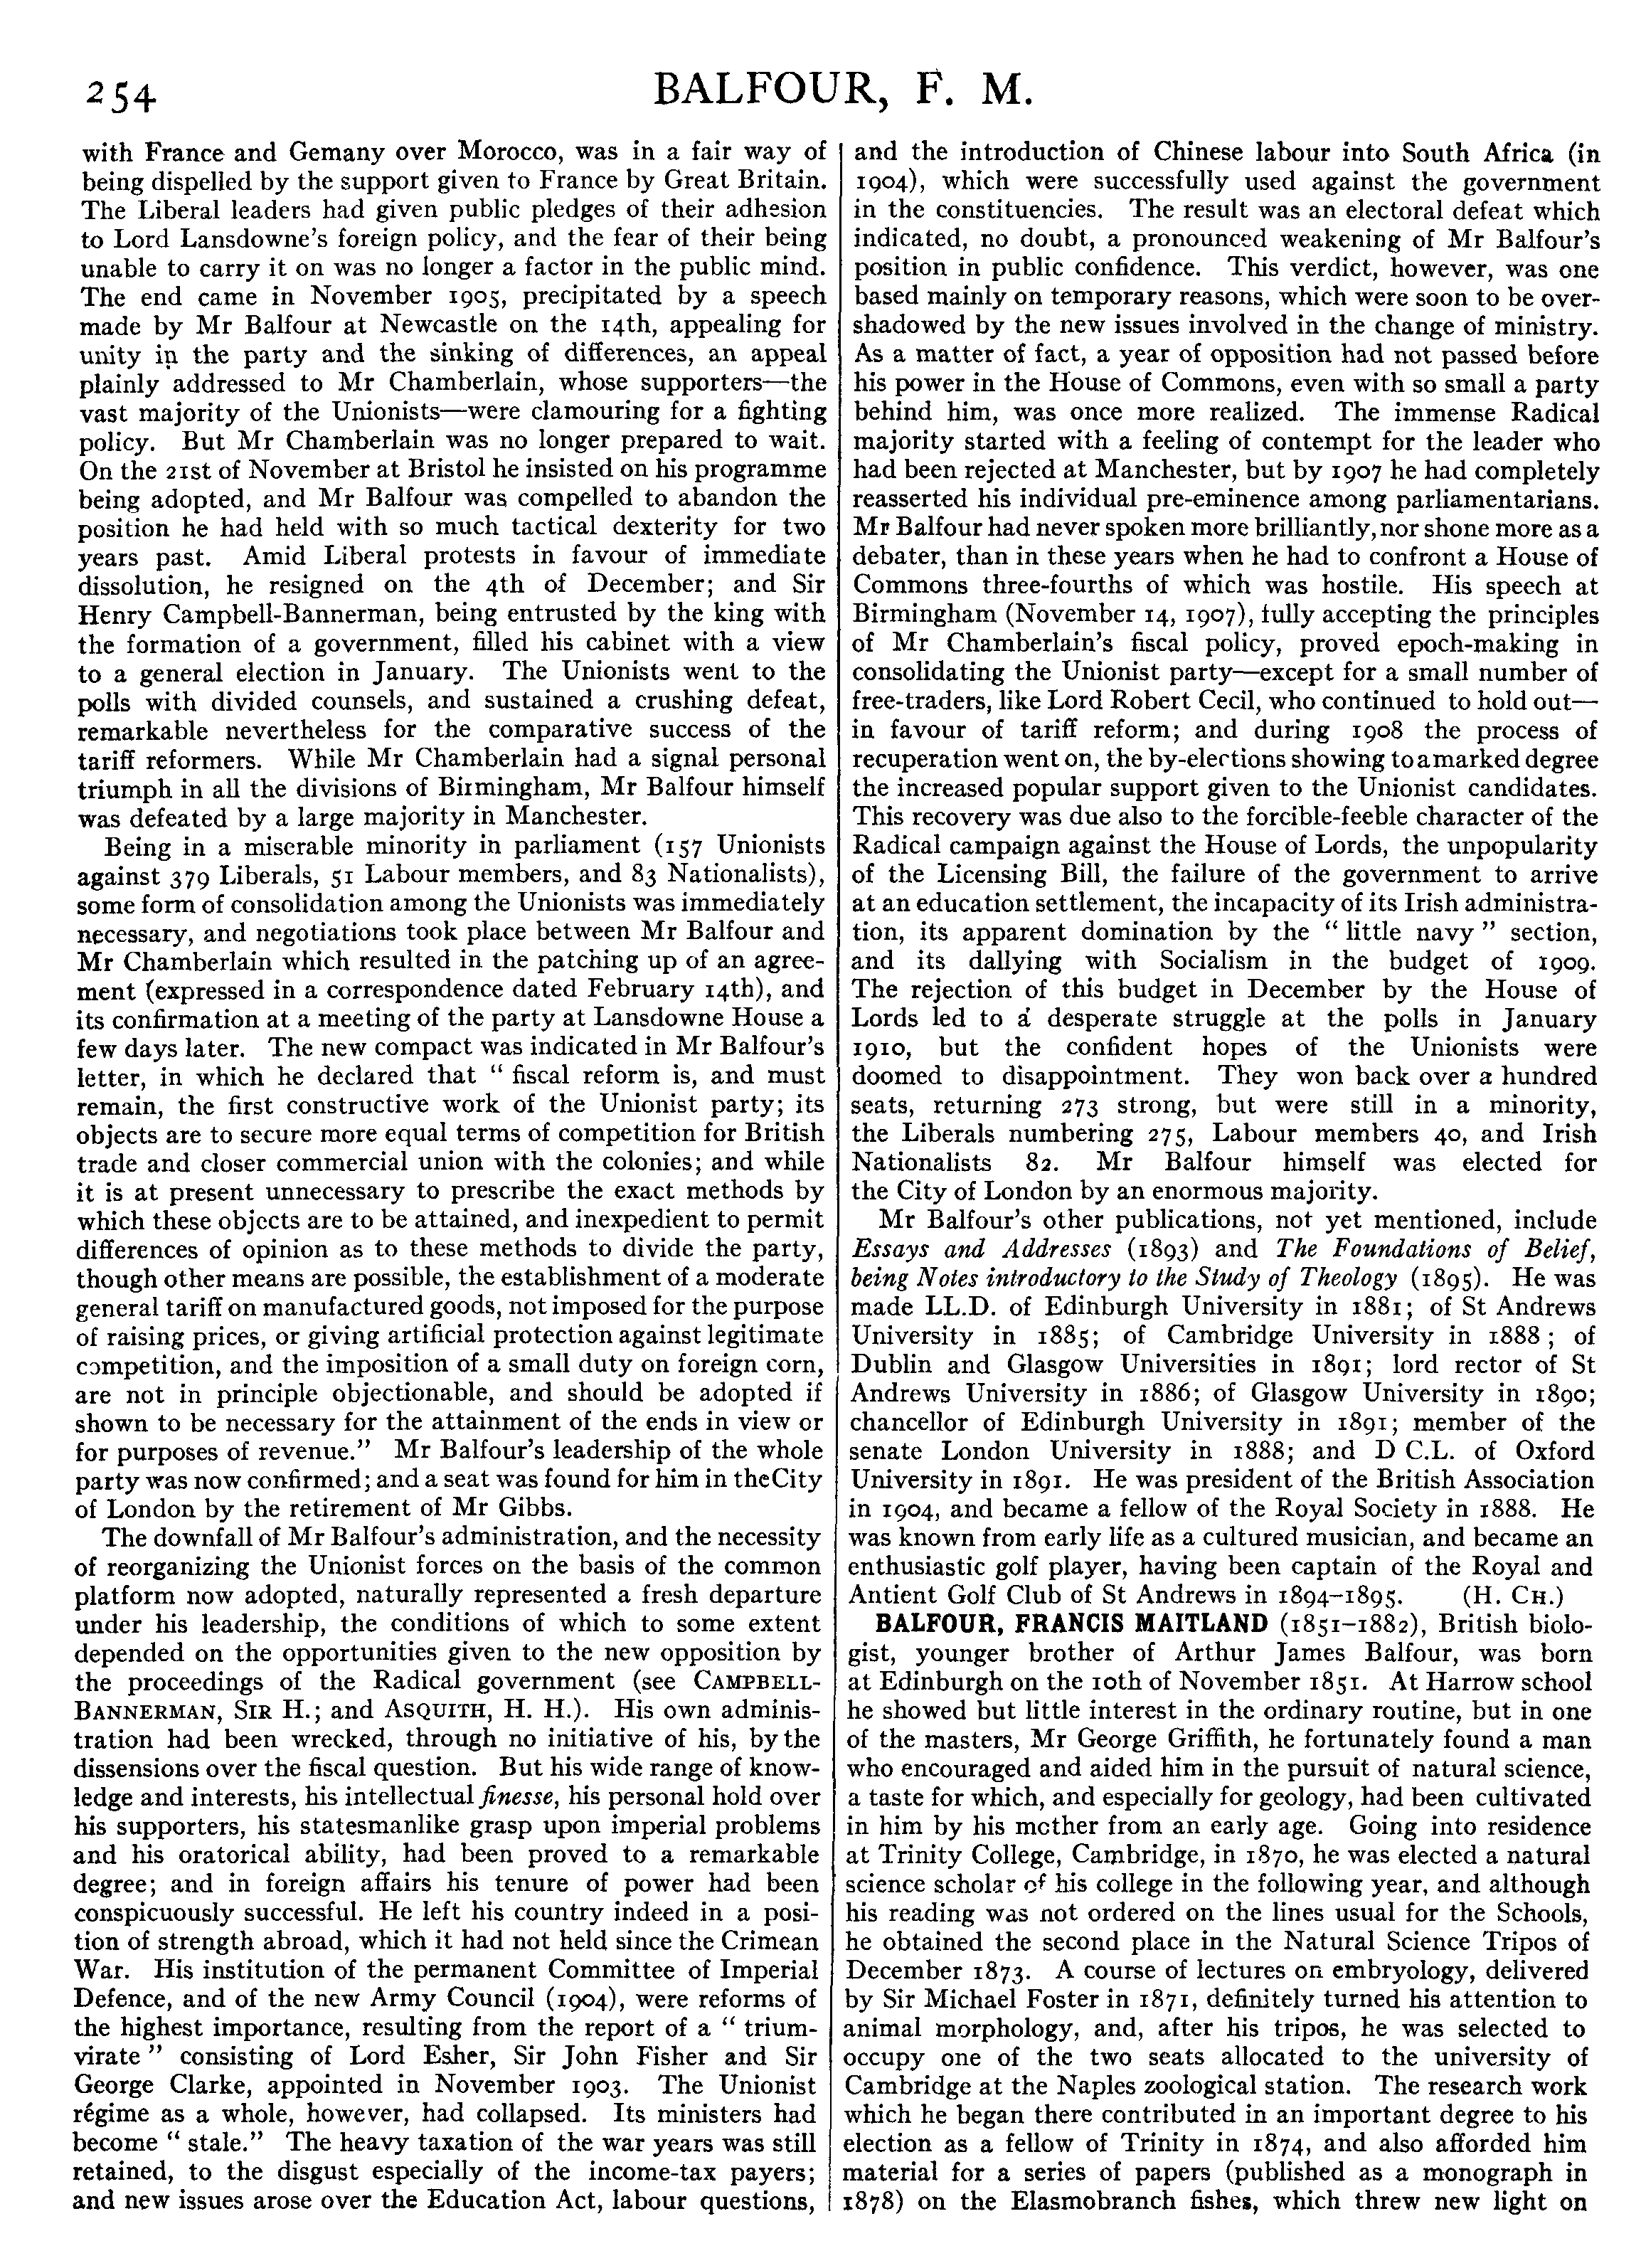 254
BALFOUR, F. M.
with France and Gemany over Morocco, was in a fair way of
being dispelled by the support given to France by Great Britain.
The Liberal leaders had given public pledges of their adhesion
to Lord Lansdowne's foreign policy, and the fear of their being
unable to carry it on was no longer a factor in the public mind.
The end came in November 1905, precipitated by a speech
made by Mr Balfour at Newcastle on the 14th, appealing for
unity in the party and the sinking of differences, an appeal
plainly addressed to Mr Chamberlain, whose supporters—the
vast majority of the Unionists—were clamouring for a fighting
policy. But Mr Chamberlain was no longer prepared to wait.
On the 21st of November at Bristol he insisted on his programme
being adopted, and Mr Balfour was compelled to abandon the
position he had held with so much tactical dexterity for two
years past. Amid Liberal protests in favour of immediate
dissolution, he resigned on the 4th of December; and Sir
Henry Campbell-Bannerman, being entrusted by the king with
the formation of a government, filled his cabinet with a view
to a general election in January. The Unionists went to the
polls with divided counsels, and sustained a crushing defeat,
remarkable nevertheless for the comparative success of the
tariff reformers. While Mr Chamberlain had a signal personal
triumph in all the divisions of Birmingham, Mr Balfour himself
was defeated by a large majority in Manchester.
Being in a miserable minority in parliament (157 Unionists
against 379 Liberals, 51 Labour members, and 83 Nationalists),
some form of consolidation among the Unionists was immediately
necessary, and negotiations took place between Mr Balfour and
Mr Chamberlain which resulted in the patching up of an agree-
ment (expressed in a correspondence dated February 14th), and
its confirmation at a meeting of the party at Lansdowne House a
few days later. The new compact was indicated in Mr Balfour's
letter, in which he declared that “ fiscal reform is, and must
remain, the first constructive work of the Unionist party; its
objects are to secure more equal terms of competition for British
trade and closer commercial union with the colonies; and while
it is at present unnecessary to prescribe the exact methods by
which these objects are to be attained, and inexpedient to permit
differences of opinion as to these methods to divide the party,
though other means are possible, the establishment of a moderate
general tariff on manufactured goods, not imposed for the purpose
of raising prices, or giving artificial protection against legitimate
competition, and the imposition of a small duty on foreign corn,
are not in principle objectionable, and should be adopted if
shown to be necessary for the attainment of the ends in view or
for purposes of revenue.” Mr Balfour's leadership of the whole
party was now confirmed; and a seat was found for him in the City
of London by the retirement of Mr Gibbs.
The downfall of Mr Balfour's administration, and the necessity
of reorganizing the Unionist forces on the basis of the common
platform now adopted, naturally represented a fresh departure
under his leadership, the conditions of which to some extent
depended on the opportunities given to the new opposition by
the proceedings of the Radical government (see CAMPBELL-
BANNERMAN, SIR H.; and ASQUITH, H. H.). His own adminis-
tration had been wrecked, through no initiative of his, by the
dissensions over the fiscal question. But his wide range of know-
ledge and interests, his intellectual finesse, his personal hold over
his supporters, his statesmanlike grasp upon imperial problems
and his oratorical ability, had been proved to a remarkable
degree; and in foreign affairs his tenure of power had been
conspicuously successful. He left his country indeed in a posi-
tion of strength abroad, which it had not held since the Crimean
War. His institution of the permanent Committee of Imperial
Defence, and of the new Army Council (1904), were reforms of
the highest importance, resulting from the report of a “ trium-
virate ” consisting of Lord Esher, Sir John Fisher and Sir
George Clarke, appointed in November 1903. The Unionist
régime as a whole, however, had collapsed. Its ministers had
become “ stale.” The heavy taxation of the war years was still
retained, to the disgust especially of the income-tax payers;
and new issues arose over the Education Act, labour questions,
and the introduction of Chinese labour into South Africa (in
1904), which were successfully used against the government
in the constituencies. The result was an electoral defeat which
indicated, no doubt, a pronounced weakening of Mr Balfour's
position in public confidence. This verdict, however, was one
based mainly on temporary reasons, which were soon to be over-
shadowed by the new issues involved in the change of ministry.
As a matter of fact, a year of opposition had not passed before
his power in the House of Commons, even with so small a party
behind him, was once more realized. The immense Radical
majority started with a feeling of contempt for the leader who
had been rejected at Manchester, but by 1907 he had completely
reasserted his individual pre-eminence among parliamentarians.
Mr Balfour had never spoken more brilliantly, nor shone more as a
debater, than in these years when he had to confront a House of
Commons three-fourths of which was hostile. His speech at
Birmingham (November 14, 1907), fully accepting the principles
of Mr Chamberlain's fiscal policy, proved epoch-making in
consolidating the Unionist party—except for a small number of
free-traders, like Lord Robert Cecil, who continued to hold out—
in favour of tariff reform; and during 1908 the process of
recuperation went on, the by-elections showing to a marked degree
the increased popular support given to the Unionist candidates.
This recovery was due also to the forcible-feeble character of the
Radical campaign against the House of Lords, the unpopularity
of the Licensing Bill, the failure of the government to arrive
at an education settlement, the incapacity of its Irish administra-
tion, its apparent domination by the “ little navy ” section,
and its dallying with Socialism in the budget of 1909.
The rejection of this budget in December by the House of
Lords led to a desperate struggle at the polls in January
1910, but the confident hopes of the Unionists were
doomed to disappointment. They won back over a hundred
seats, returning 273 strong, but were still in a minority,
the Liberals numbering 275, Labour members 40, and Irish
Nationalists 82. Mr Balfour himself was elected for
the City of London by an enormous majority.
Mr Balfour's other publications, not yet mentioned, include
Essays and Addresses (1893) and The Foundations of Belief,
being Notes introductory to the Study of Theology (1895). He was
made LL.D. of Edinburgh University in 1881; of St Andrews
University in 1885; of Cambridge University in 1888 ; of
Dublin and Glasgow Universities in 1891; lord rector of St
Andrews University in 1886; of Glasgow University in 1890;
chancellor of Edinburgh University in 1891; member of the
senate London University in 1888; and D C.L. of Oxford
University in 1891. He was president of the British Association
in 1904, and became a fellow of the Royal Society in 1888. He
was known from early life as a cultured musician, and became an
enthusiastic golf player, having been captain of the Royal and
Antient Golf Club of St Andrews in 1894–1895. (H. CH.)
BALFOUR, FRANCIS MAITLAND (1851–1882), British biolo-
gist, younger brother of Arthur James Balfour, was born
at Edinburgh on the 10th of November 1851. At Harrow school
he showed but little interest in the ordinary routine, but in one
of the masters, Mr George Griffith, he fortunately found a man
who encouraged and aided him in the pursuit of natural science,
a taste for which, and especially for geology, had been cultivated
in him by his mother from an early age. Going into residence
at Trinity College, Cambridge, in 1870, he was elected a natural
science scholar of his college in the following year, and although
his reading was not ordered on the lines usual for the Schools,
he obtained the second place in the Natural Science Tripos of
December 1873. A course of lectures on embryology, delivered
by Sir Michael Foster in 1871, definitely turned his attention to
animal morphology, and, after his tripos, he was selected to
occupy one of the two seats allocated to the university of
Cambridge at the Naples zoological station. The research work
which he began there contributed in an important degree to his
election as a fellow of Trinity in 1874, and also afforded him
material for a series of papers (published as a monograph in
1878) on the Elasmobranch fishes, which threw new light on